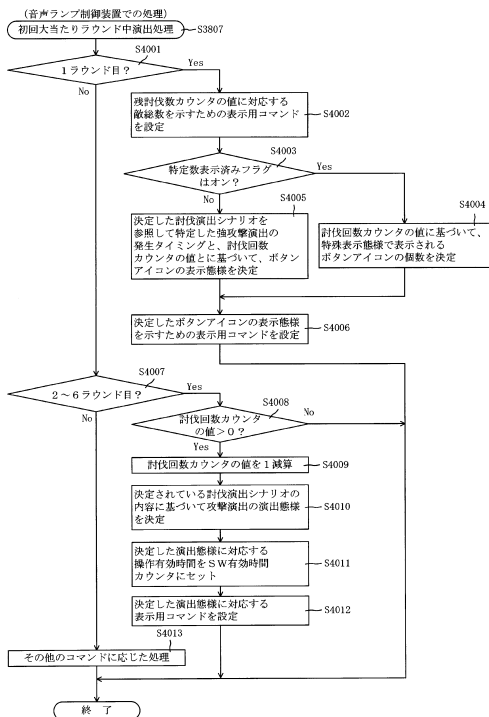 (音声ランプ制御装置での処理)
初回大当たりラウンド中演出処理
S3807
S4001
1ラウンド目?
Yes
No
残討伐数カウンタの値に対応する
敵総数を示すための表示用コマンド
を設定
S4002
S4003
特定数表示済みフラグ
はオン?
Yes
No
S4005
決定した討伐演出シナリオを
参照して特定した強攻撃演出の
発生タイミングと、討伐回数
カウンタの値とに基づいて、ボタン
アイコンの表示態様を決定
S4004
討伐回数カウンタの値に基づいて、
特殊表示態様で表示される
ボタンアイコンの個数を決定
決定したボタンアイコンの表示態様
を示すための表示用コマンドを設定
S4006
S4007
2~6ラウンド目?
Yes
No
S4008
討伐回数カウンタ
の値>0?
No
Yes
討伐回数カウンタの値を1減算
S4009
決定されている討伐演出シナリオの
内容に基づいて攻撃演出の演出態様
を決定
S4010
決定した演出態様に対応する
操作有効時間をSW有効時間
カウンタにセット
S4011
決定した演出態様に対応する
表示用コマンドを設定
S4012
S4013
その他のコマンドに応じた処理
終 了